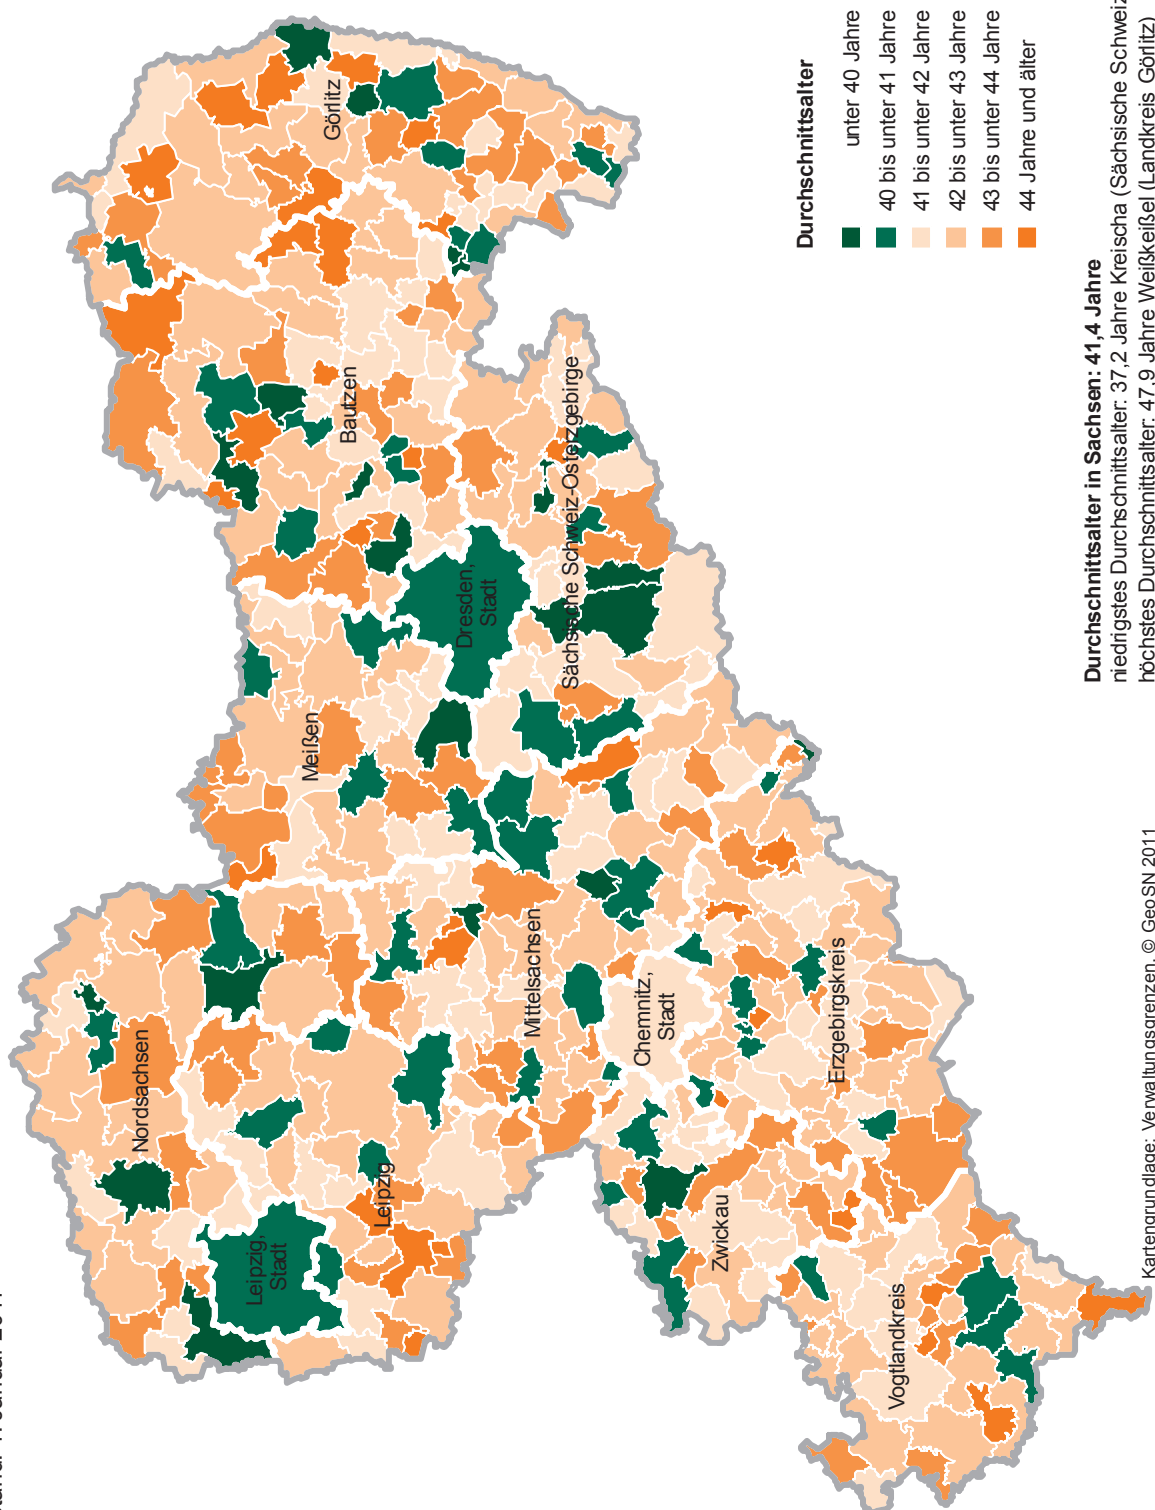 Nordsachsen
Leipzig,
Stadt
Leipzig
Meißen
Bautzen
Görlitz
Dresden,
Stadt
Sächsische Schweiz-Osterzgebirge
Mittelsachsen
Chemnitz,
Stadt
Erzgebirgskreis
Zwickau
Vogtlandkreis
Durchschnittsalter
unter 40 Jahre
40 bis unter 41 Jahre
41 bis unter 42 Jahre
42 bis unter 43 Jahre
43 bis unter 44 Jahre
44 Jahre und älter
Durchschnittsalter in Sachsen: 41,4 Jahre
niedrigstes Durchschnittsalter: 37,2 Jahre Kreischa (Sächsische Schweiz
höchstes Durchschnittsalter: 47.9 Jahre Weißkeißel (Landkreis Görlitz)
Kartengrundlage: Verwaltungsgrenzen, © GeoSN 2011